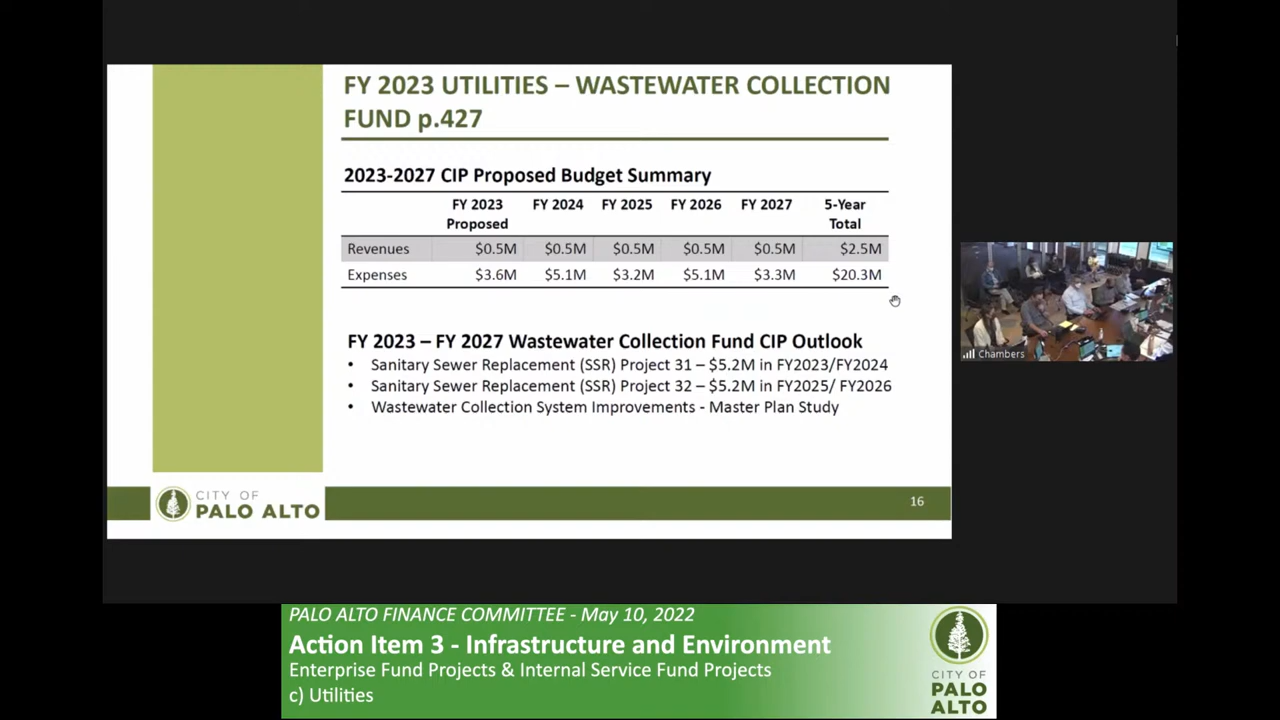 FY 2023 UTILITIES – WASTEWATER COLLECTION
FUND p.427
2023-2027 CIP Proposed Budget Summary
FY 2023 Proposed FY 2024 FY 2025 FY 2026 FY 2027 5-Year Total
Revenues $0.5M $0.5M $0.5M $0.5M $0.5M $2.5M
Expenses $3.6M $5.1M $3.2M $5.1M $3.3M $20.3M
FY 2023 – FY 2027 Wastewater Collection Fund CIP Outlook
• Sanitary Sewer Replacement (SSR) Project 31 – $5.2M in FY2023/FY2024
• Sanitary Sewer Replacement (SSR) Project 32 – $5.2M in FY2025/ FY2026
• Wastewater Collection System Improvements - Master Plan Study
CITY OF
PALO ALTO
16
Chambers
PALO ALTO FINANCE COMMITTEE - May 10, 2022
Action Item 3 - Infrastructure and Environment
Enterprise Fund Projects & Internal Service Fund Projects
c) Utilities
CITY OF
PALO
ALTO